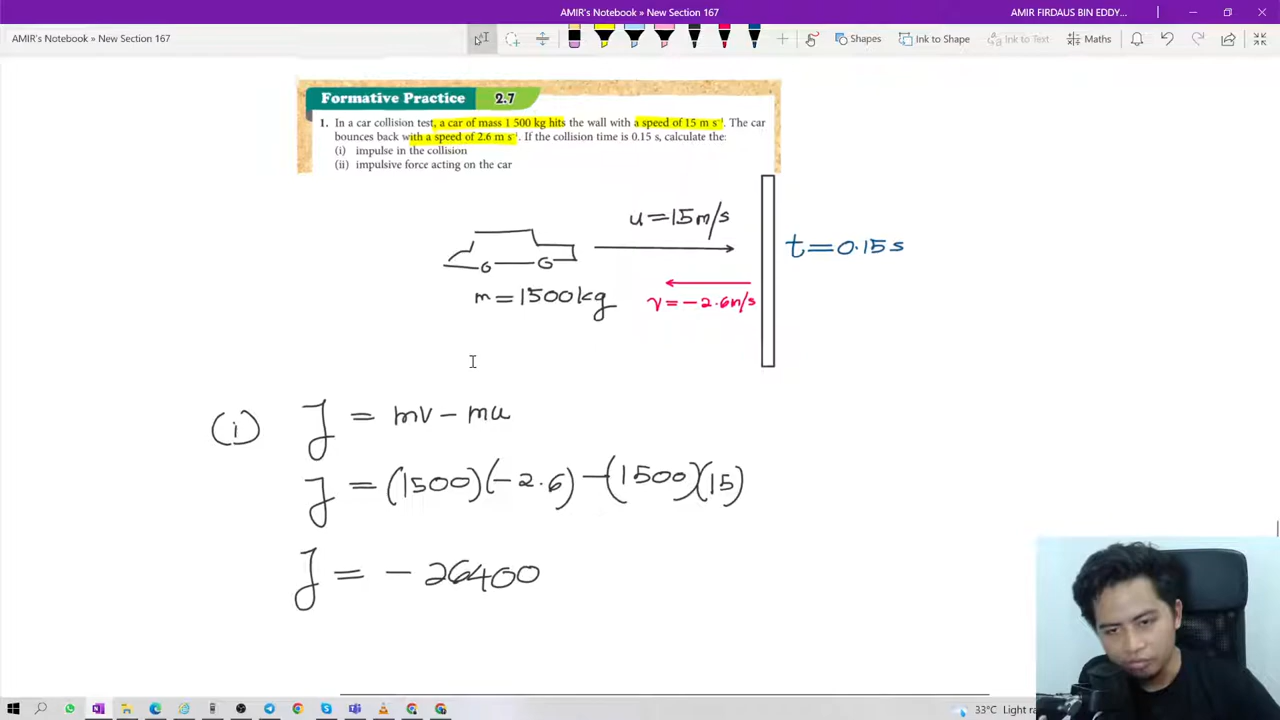 AMIR's Notebook » New Section 167
AMIR FIRDAUS BIN EDDY...
AMIR's Notebook » New Section 167
Shapes
Ink to Shape
Ink to Text
Maths
Formative Practice 2.7
1. In a car collision test, a car of mass 1 500 kg hits the wall with a speed of 15 m s⁻¹. The car
bounces back with a speed of 2.6 m s⁻¹. If the collision time is 0.15 s, calculate the:
(i) impulse in the collision
(ii) impulsive force acting on the car
u = 15 m/s
t = 0.15 s
m = 1500 kg
v = -2.6 m/s
(i) J = mv - mu
J = (1500)(-2.6) - (1500)(15)
J = - 26400
33°C Light ra